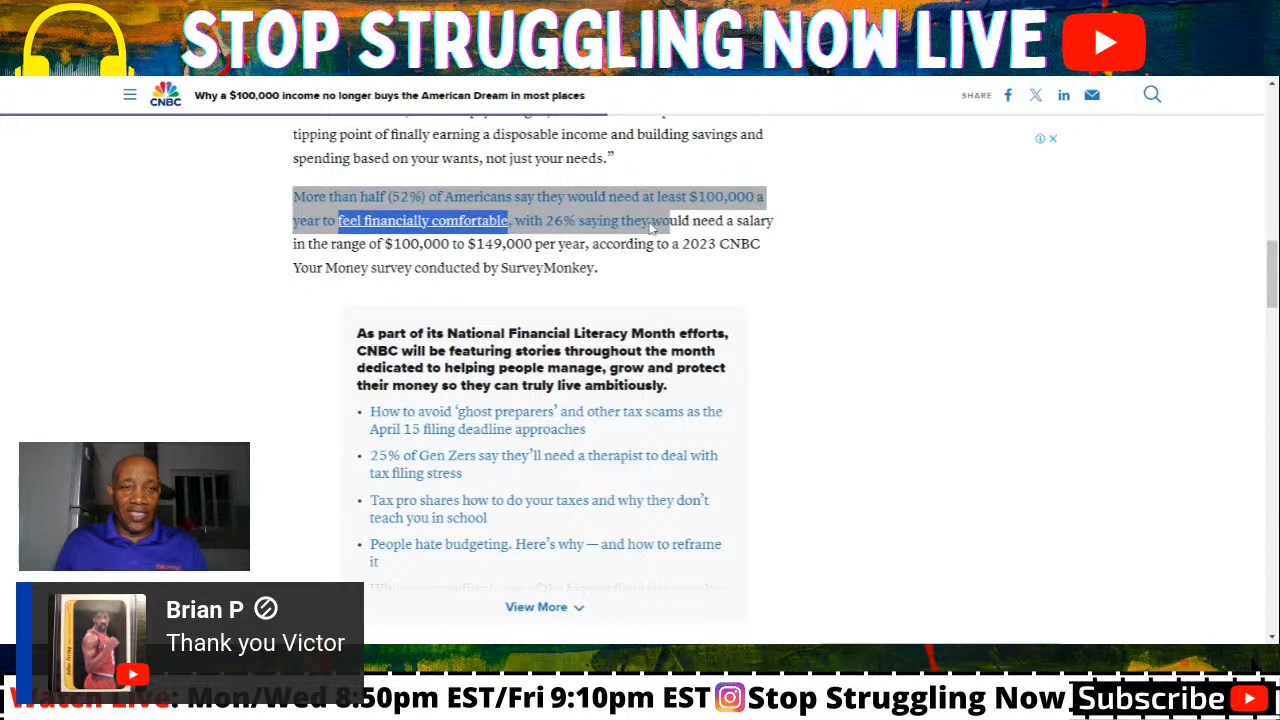 STOP STRUGGLING NOW LIVE
CNBC
Why a $100,000 income no longer buys the American Dream in most places
SHARE
tipping point of finally earning a disposable income and building savings and
spending based on your wants, not just your needs.”
More than half (52%) of Americans say they would need at least $100,000 a
year to feel financially comfortable, with 26% saying they would need a salary
in the range of $100,000 to $149,000 per year, according to a 2023 CNBC
Your Money survey conducted by SurveyMonkey.
As part of its National Financial Literacy Month efforts,
CNBC will be featuring stories throughout the month
dedicated to helping people manage, grow and protect
their money so they can truly live ambitiously.
• How to avoid ‘ghost preparers’ and other tax scams as the
April 15 filing deadline approaches
• 25% of Gen Zers say they’ll need a therapist to deal with
tax filing stress
• Tax pro shares how to do your taxes and why they don’t
teach you in school
• People hate budgeting. Here’s why — and how to reframe
it
View More
Brian P
Thank you Victor
Watch Live: Mon/Wed 8:50pm EST/Fri 9:10pm EST Stop Struggling Now
Subscribe